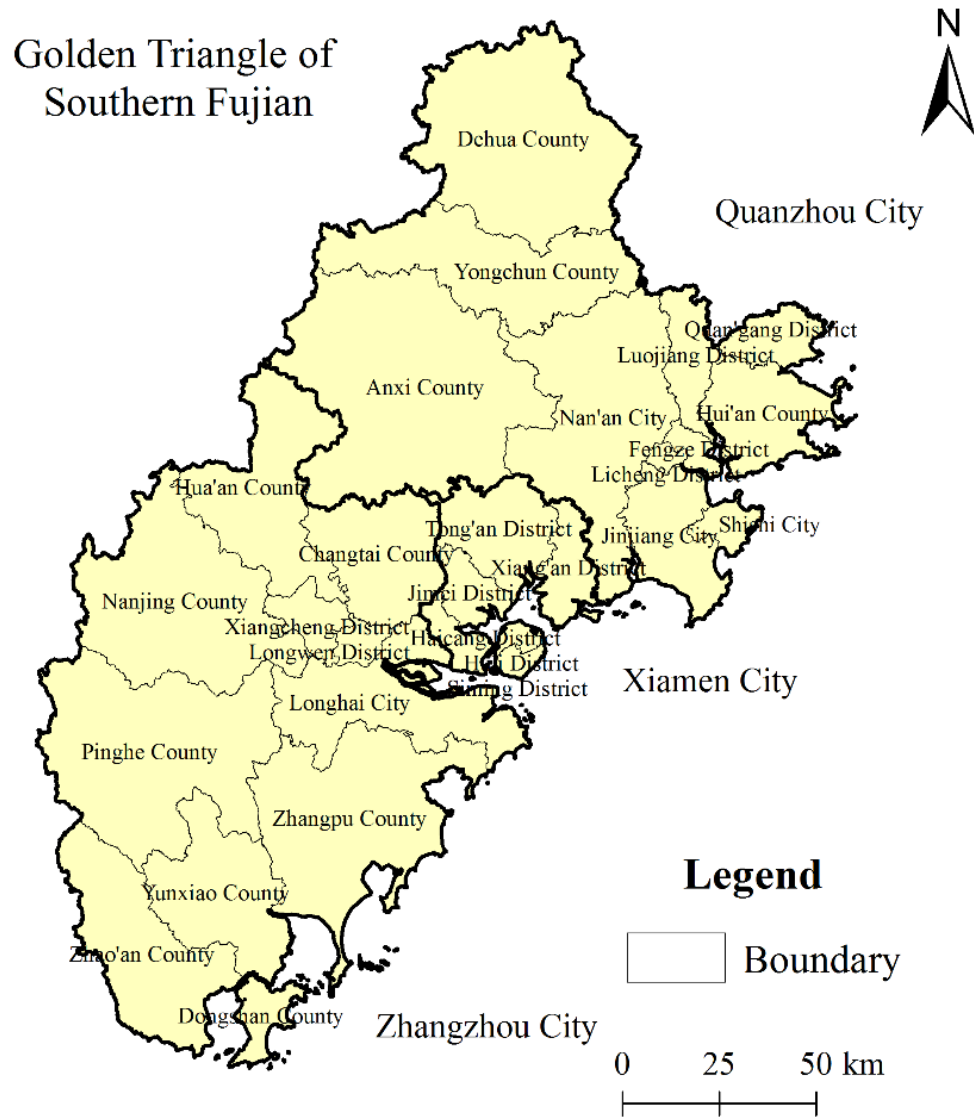 N
Golden Triangle of
Southern Fujian
Dehua County
Quanzhou City
Yongchun County
Quan'gang District
Luojiang District
Anxi County
Nan'an City
Hui'an County
Fengze District
Licheng District
Hua'an County
Tong'an District
Jinjiang City
Shishi City
Changtai County
Xiang'an District
Jimei District
Nanjing County
Xiangcheng District
Haicang District
Longwen District
Huli District
Xiamen City
Siming District
Longhai City
Pinghe County
Zhangpu County
Legend
Yunxiao County
Zhao'an County
Boundary
Dongshan County
Zhangzhou City
0 25 50 km